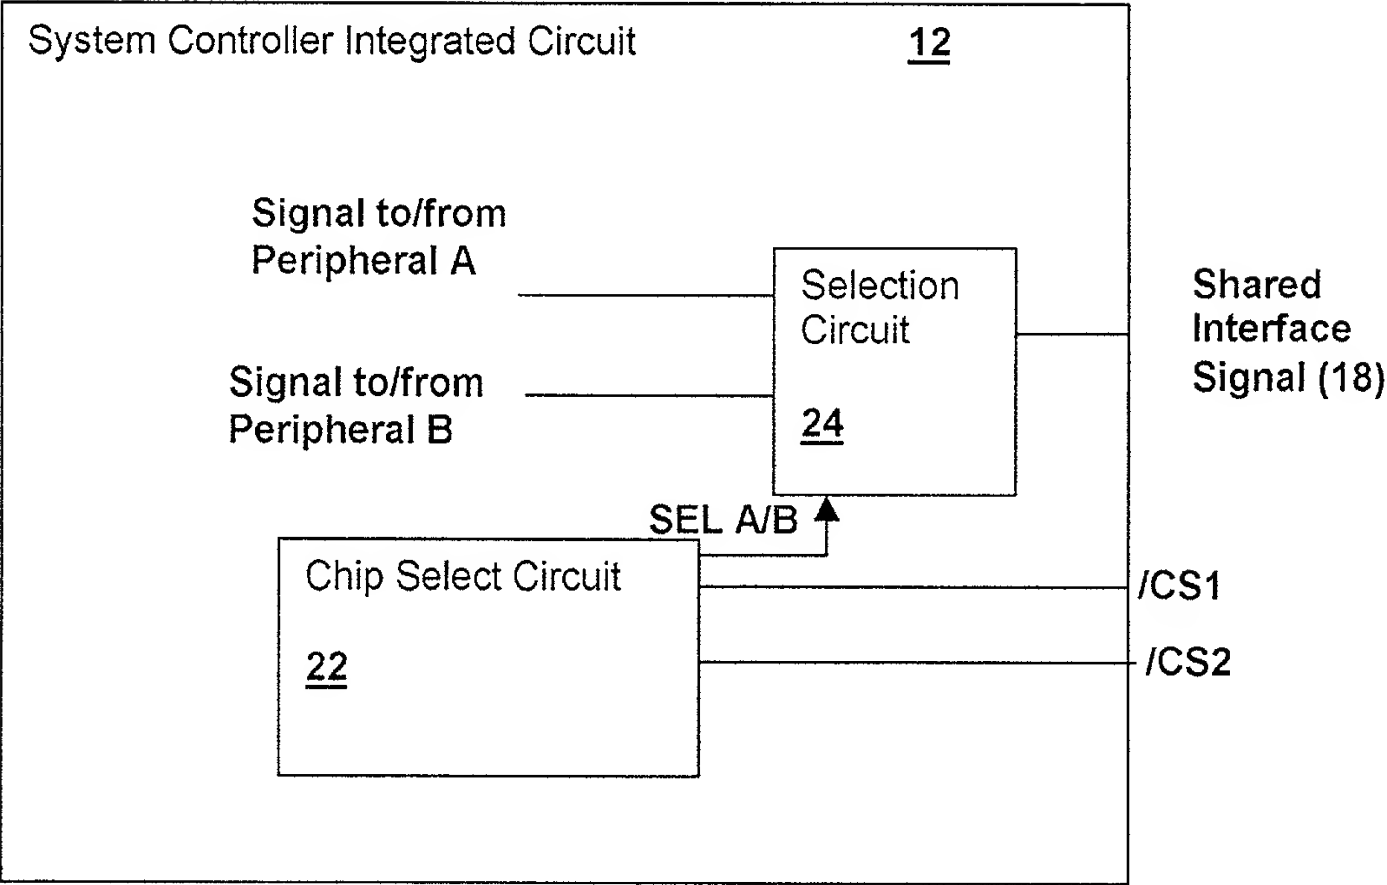 System Controller Integrated Circuit
12
Signal to/from
Peripheral A
Selection
Circuit
24
Shared
Interface
Signal (18)
Signal to/from
Peripheral B
SEL A/B
Chip Select Circuit
22
/CS1
/CS2